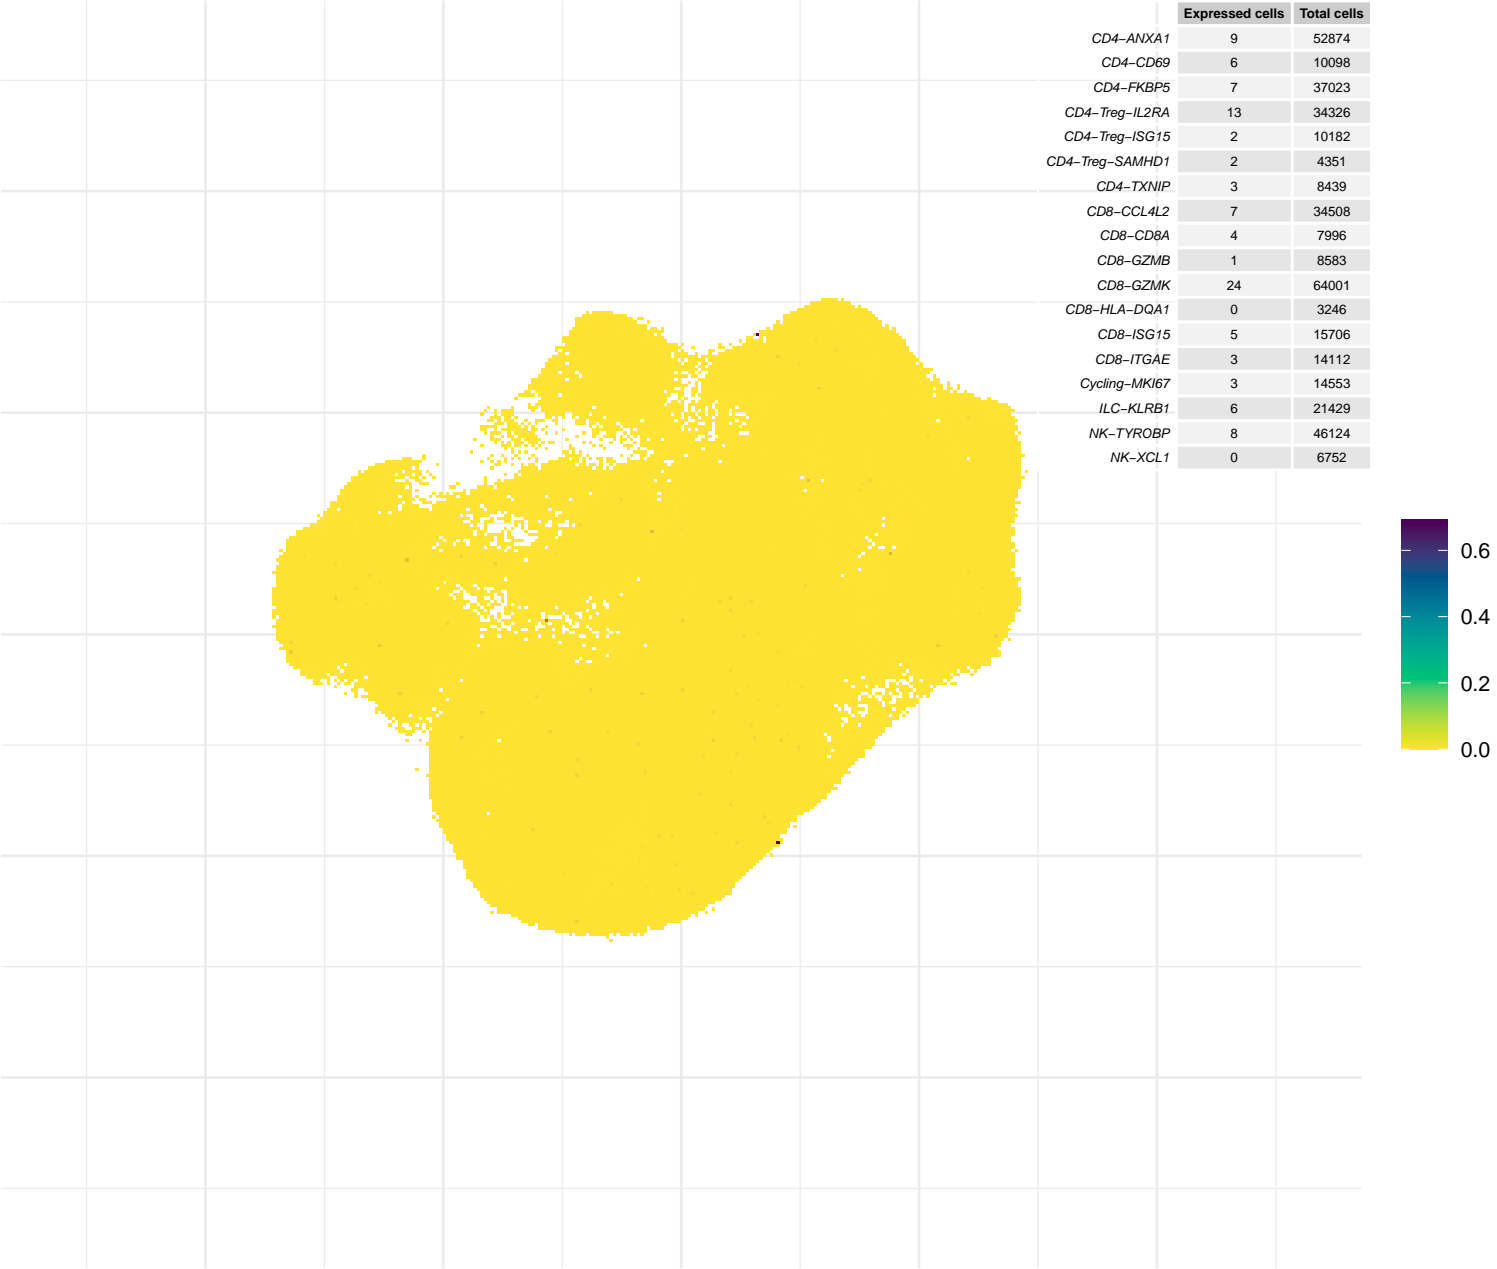 Expressed cells Total cells
CD4−ANXA1 9 52874
CD4−CD69 6 10098
CD4−FKBP5 7 37023
CD4−Treg−IL2RA 13 34326
CD4−Treg−ISG15 2 10182
CD4−Treg−SAMHD1 2 4351
CD4−TXNIP 3 8439
CD8−CCL4L2 7 34508
CD8−CD8A 4 7996
CD8−GZMB 1 8583
CD8−GZMK 24 64001
CD8−HLA−DQA1 0 3246
CD8−ISG15 5 15706
CD8−ITGAE 3 14112
Cycling−MKI67 3 14553
ILC−KLRB1 6 21429
NK−TYROBP 8 46124
NK−XCL1 0 6752
0.6
0.4
0.2
0.0